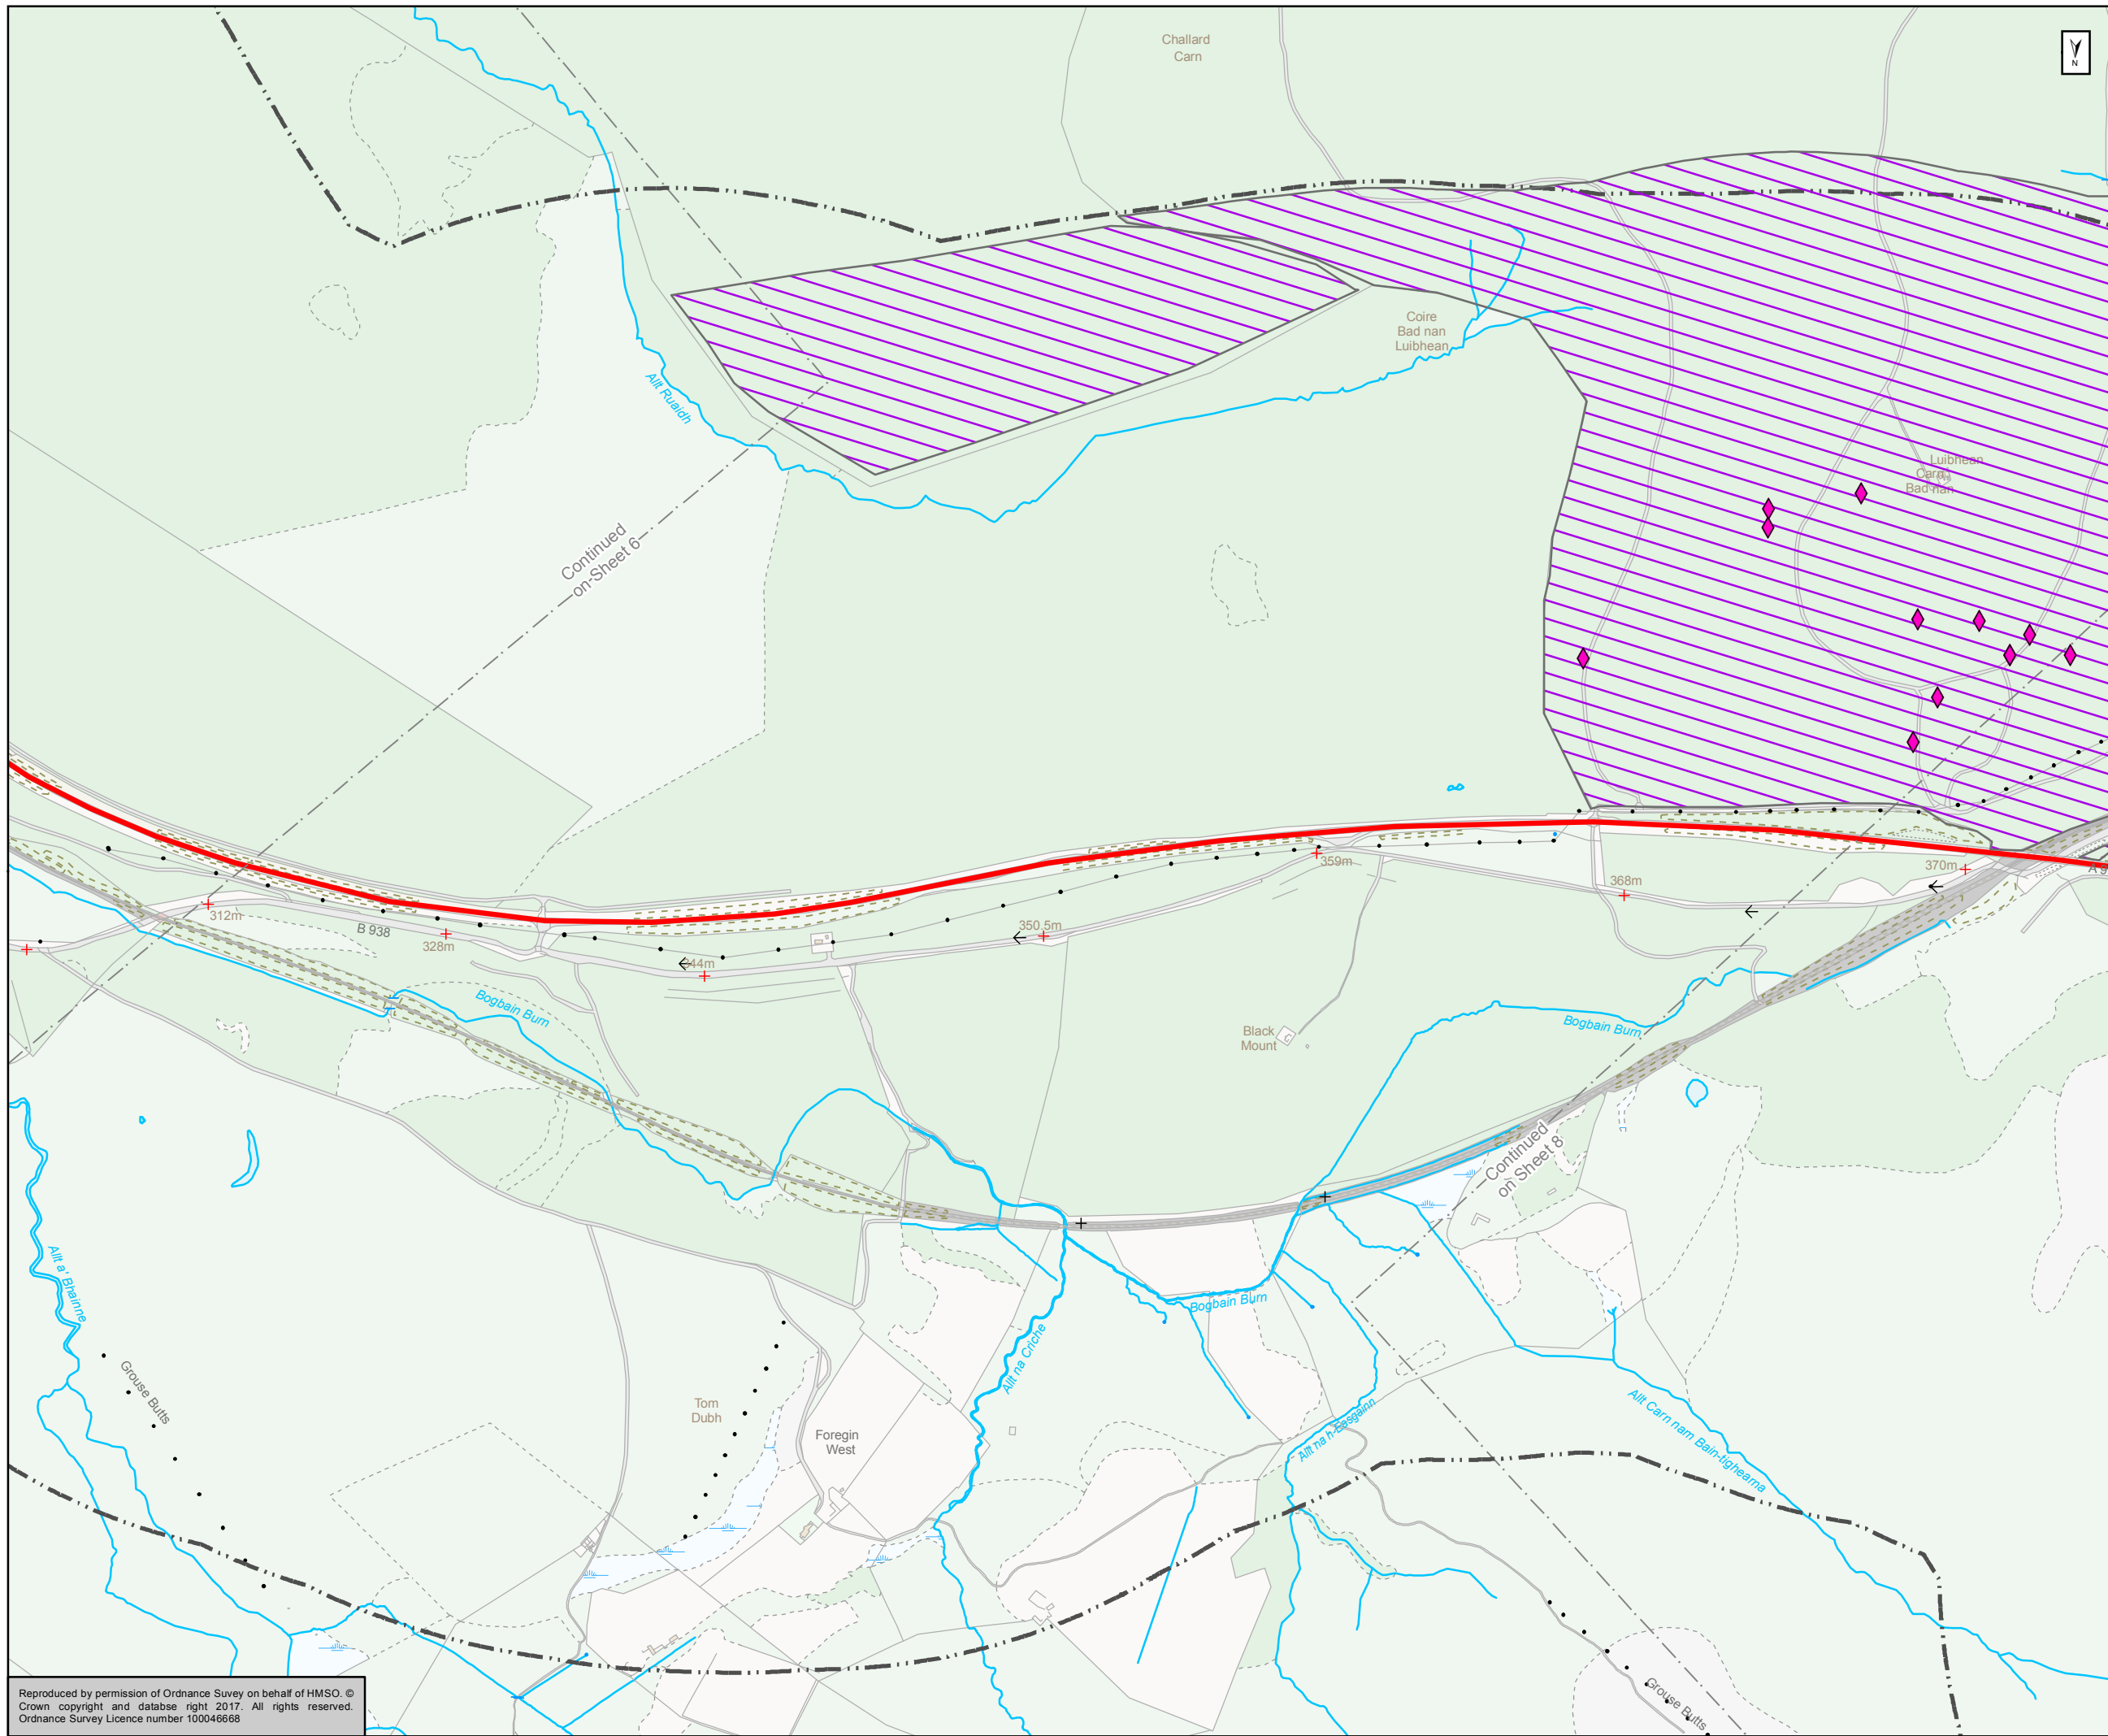 Challard
Carn
N
Coire
Bad nan
Luibhean
Allt Ruaidh
Luibhean
Carn
Bad nan
Continued
on Sheet 6
359m
370m
A 9
368m
312m
B 938
328m
350.5m
344m
Bogbain Burn
Black
Mount
Bogbain Burn
Continued
on Sheet 8
Allt a' Bhainne
Bogbain Burn
Allt na Criche
Grouse Butts
Tom
Dubh
Foregin
West
Allt na h-Easgainn
Allt Carn nam Bain-tighearna
Grouse Butts
Reproduced by permission of Ordnance Suvey on behalf of HMSO. ©
Crown copyright and databse right 2017. All rights reserved.
Ordnance Survey Licence number 100046668